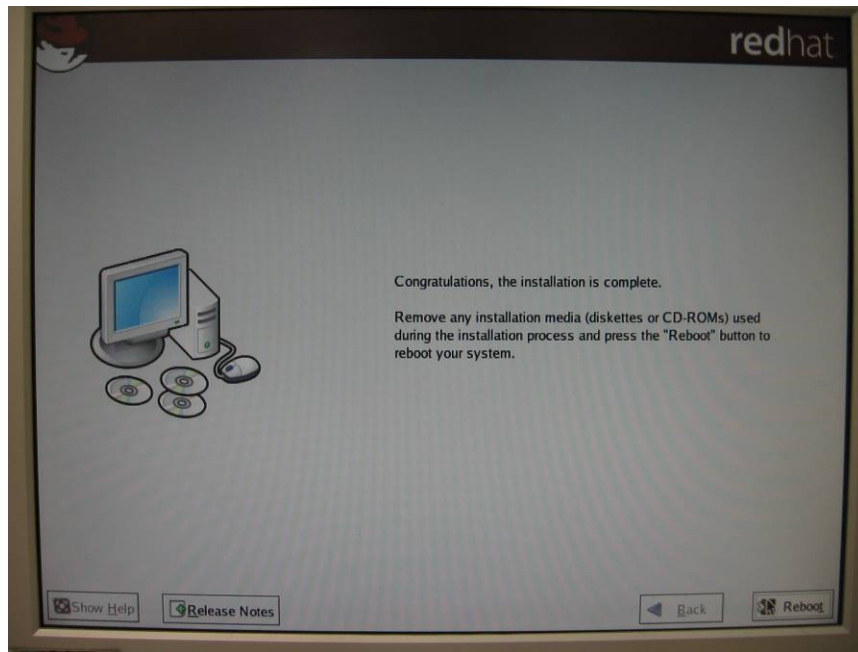 redhat
Congratulations, the installation is complete.
Remove any installation media (diskettes or CD-ROMs) used
during the installation process and press the "Reboot" button to
reboot your system.
Show Help
Release Notes
Back
Reboot